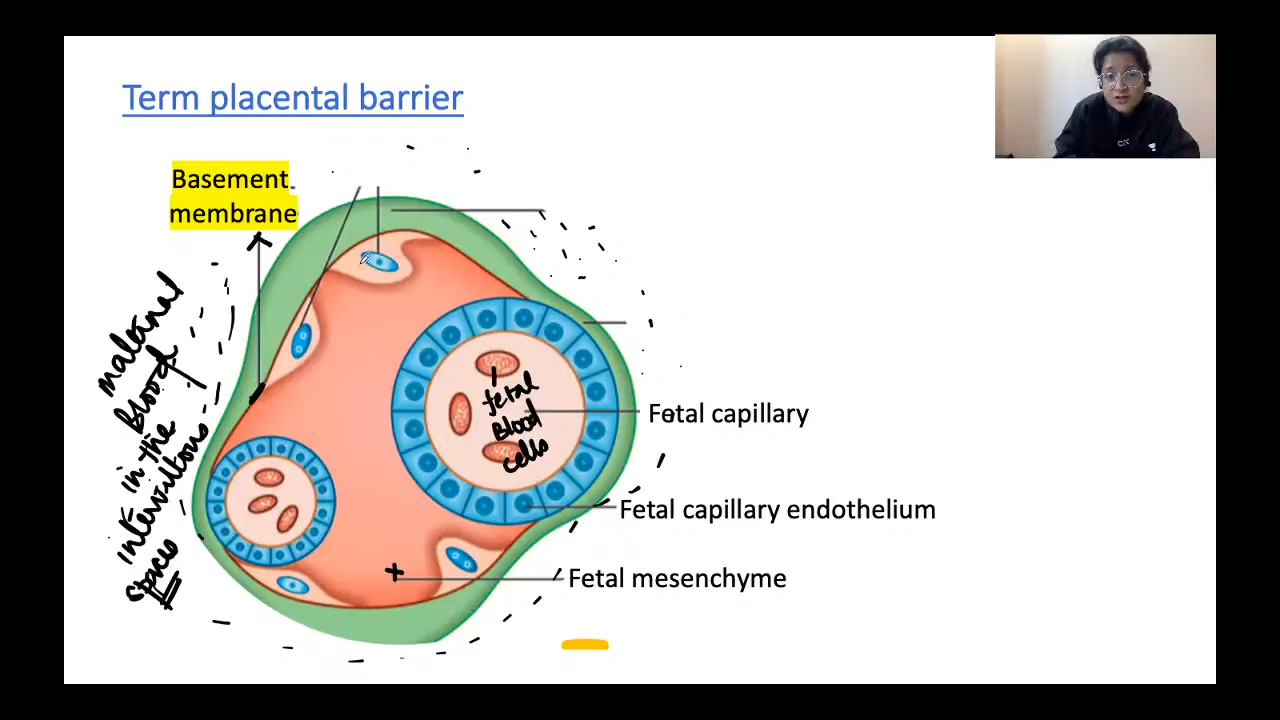 Term placental barrier
Basement
membrane
maternal
Blood
in the
intervillous
spaces
fetal
Blood
cells
Fetal capillary
Fetal capillary endothelium
Fetal mesenchyme